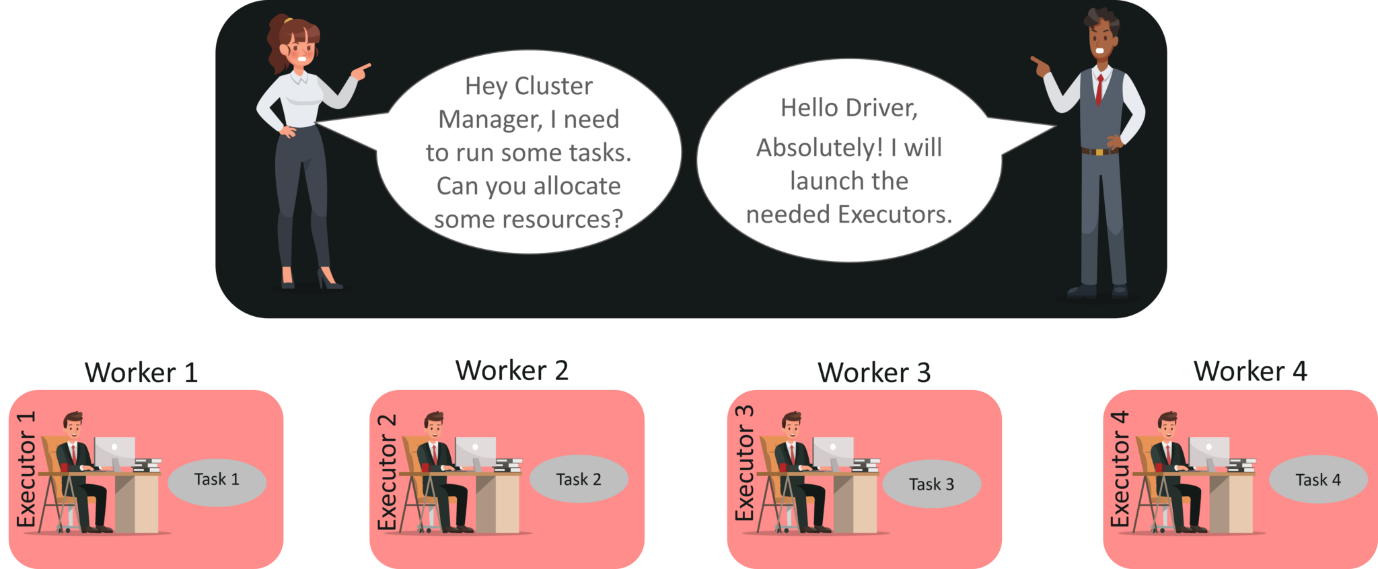 Hey Cluster
Manager, I need
to run some tasks.
Can you allocate
some resources?
Hello Driver,
Absolutely! I will
launch the
needed Executors.
Worker 1
Executor 1
Task 1
Worker 2
Executor 2
Task 2
Worker 3
Executor 3
Task 3
Worker 4
Executor 4
Task 4